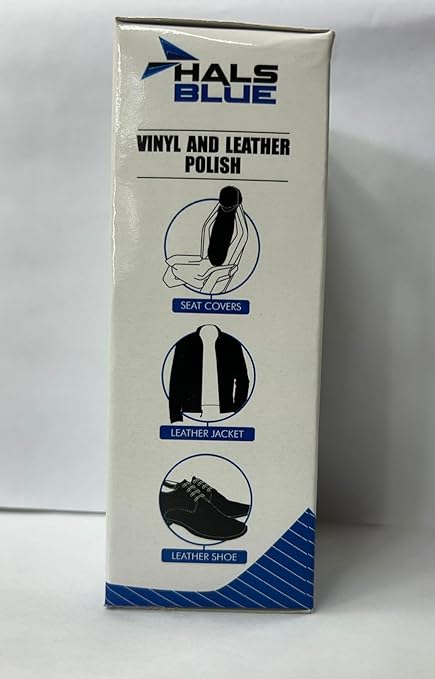 HALS
BLUE
VINYL AND LEATHER
POLISH
SEAT COVERS
LEATHER JACKET
LEATHER SHOE